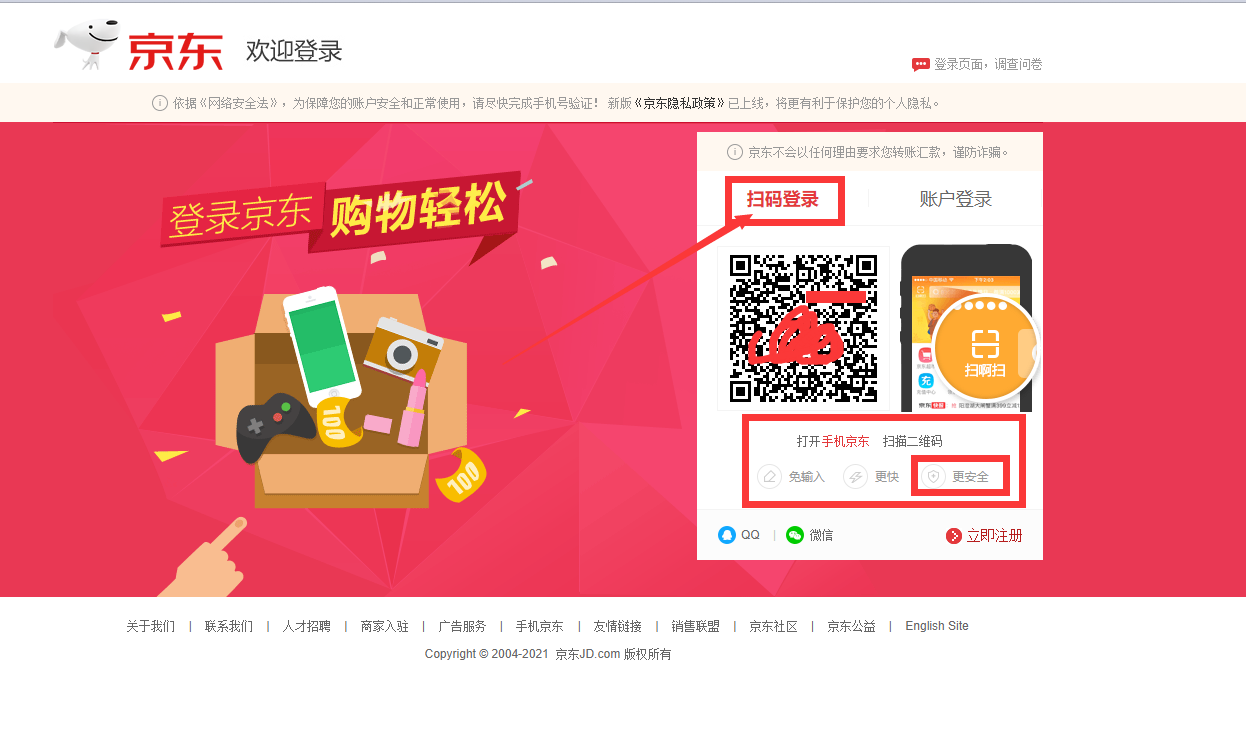 京东 欢迎登录
登录页面，调查问卷
依据《网络安全法》，为保障您的账户安全和正常使用，请尽快完成手机号验证！ 新版《京东隐私政策》已上线，将更有利于保护您的个人隐私。
京东不会以任何理由要求您转账汇款，谨防诈骗。
扫码登录 账户登录
登录京东 购物轻松
扫啊扫
100
100
打开手机京东 扫描二维码
免输入 更快 更安全
QQ | 微信 立即注册
关于我们 | 联系我们 | 人才招聘 | 商家入驻 | 广告服务 | 手机京东 | 友情链接 | 销售联盟 | 京东社区 | 京东公益 | English Site
Copyright © 2004-2021 京东JD.com 版权所有